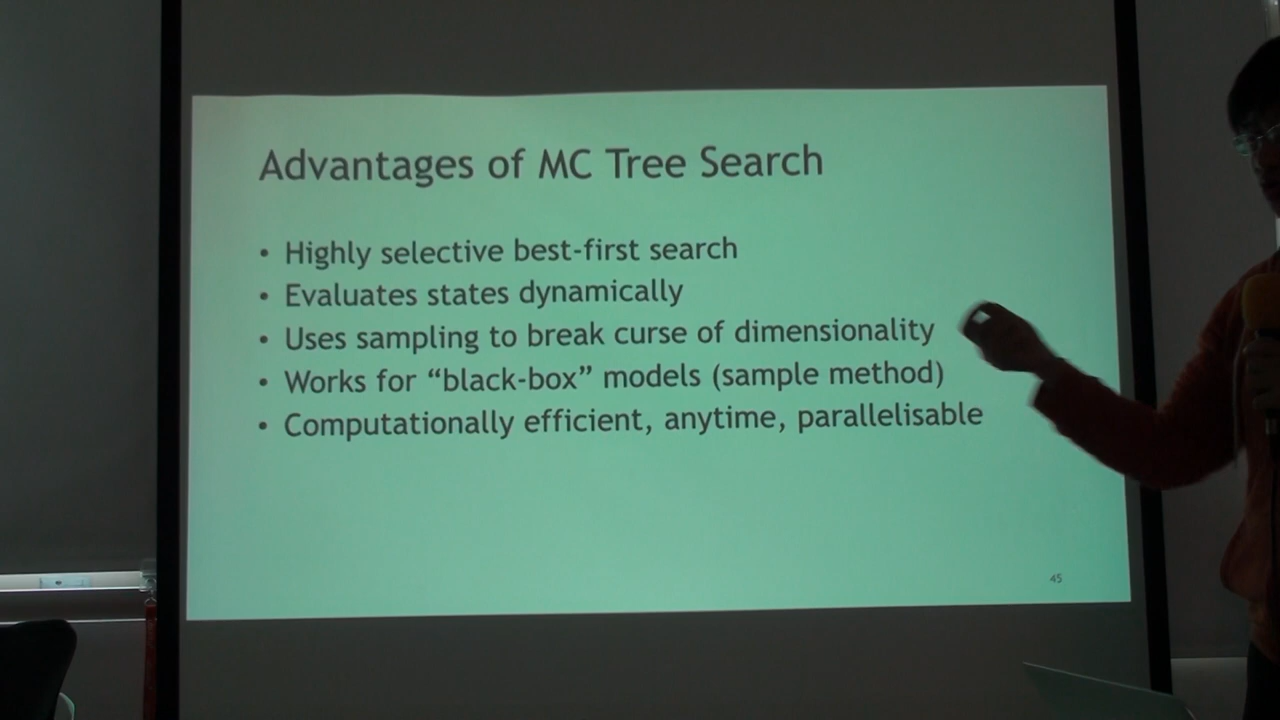 Advantages of MC Tree Search
• Highly selective best-first search
• Evaluates states dynamically
• Uses sampling to break curse of dimensionality
• Works for “black-box” models (sample method)
• Computationally efficient, anytime, parallelisable
45